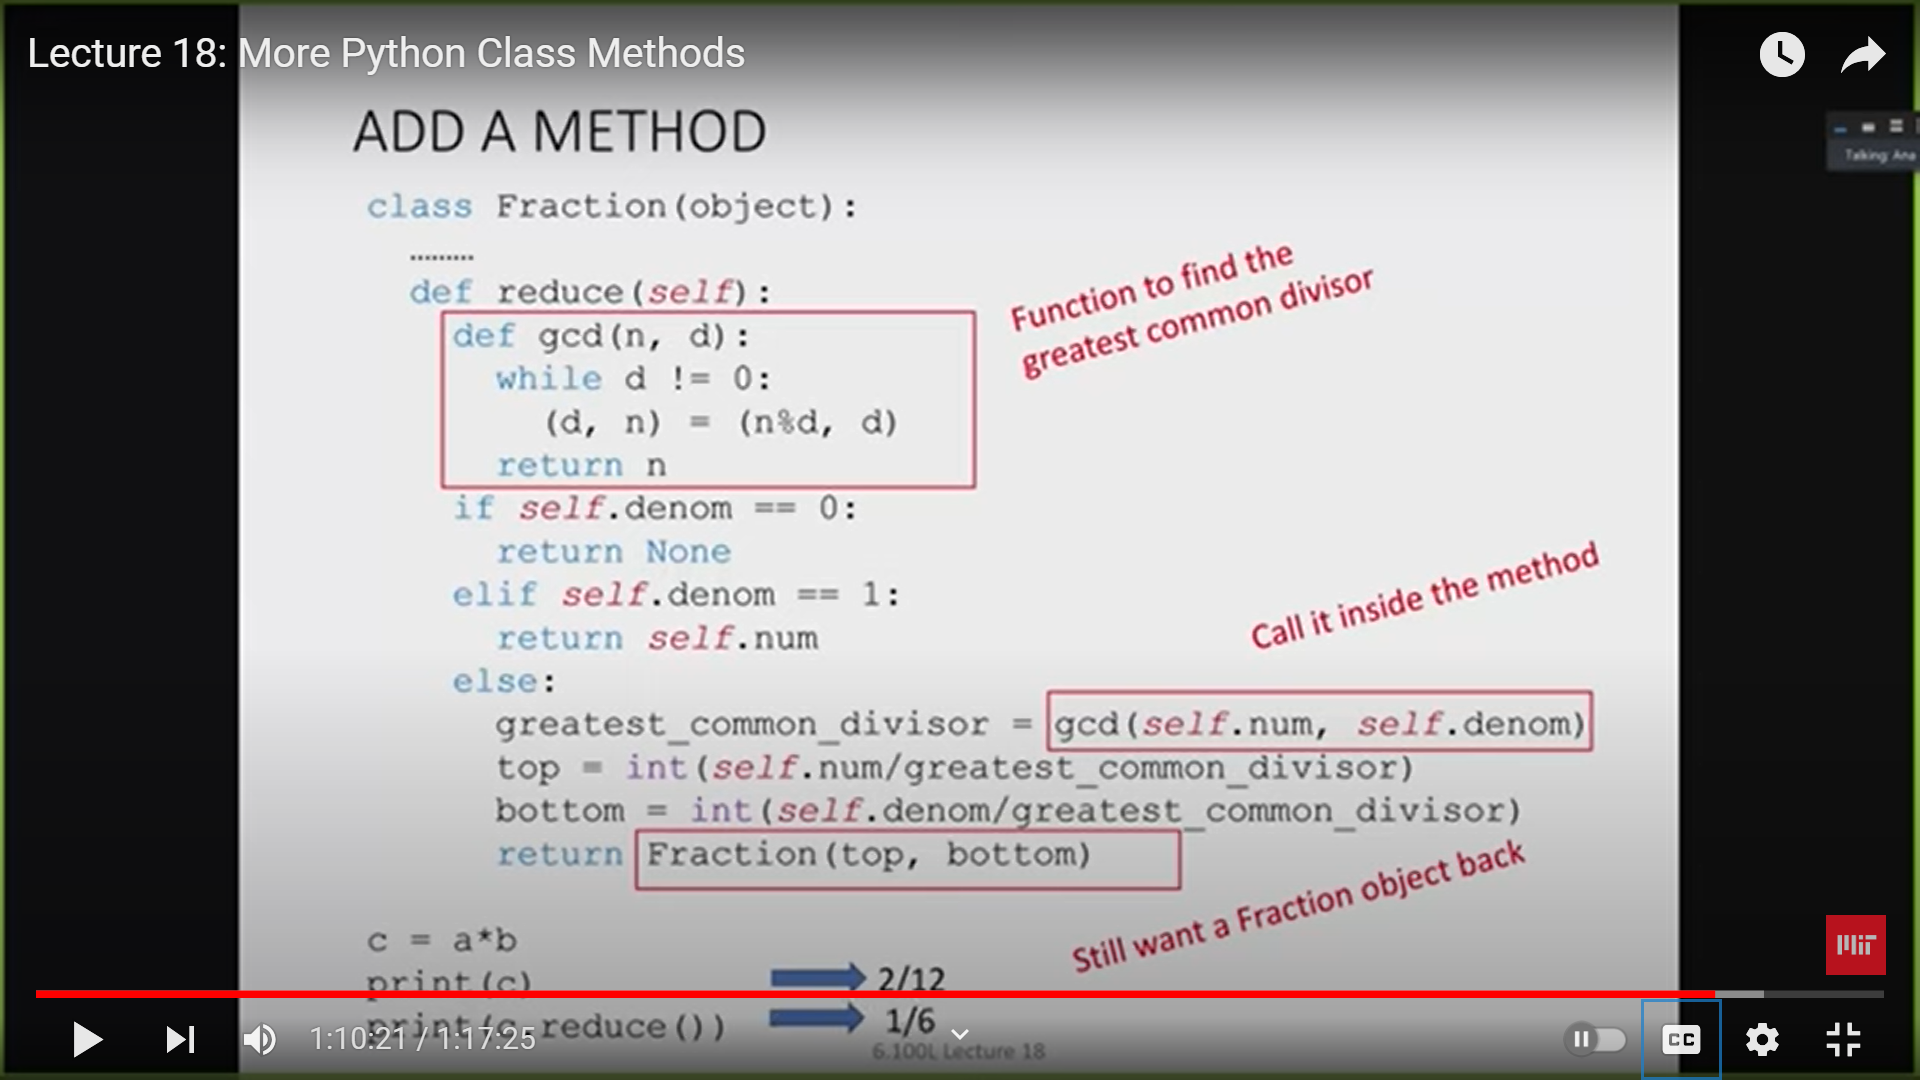 Lecture 18: More Python Class Methods
Talking: Ana
ADD A METHOD
class Fraction(object):
.........
def reduce(self):
def gcd(n, d):
while d != 0:
(d, n) = (n%d, d)
return n
Function to find the
greatest common divisor
if self.denom == 0:
return None
elif self.denom == 1:
return self.num
else:
Call it inside the method
greatest_common_divisor = gcd(self.num, self.denom)
top = int(self.num/greatest_common_divisor)
bottom = int(self.denom/greatest_common_divisor)
return Fraction(top, bottom)
Still want a Fraction object back
c = a*b
print(c) 2/12
print(c.reduce()) 1/6
MIT
1:10:21 / 1:17:25
CC
6.100L Lecture 18